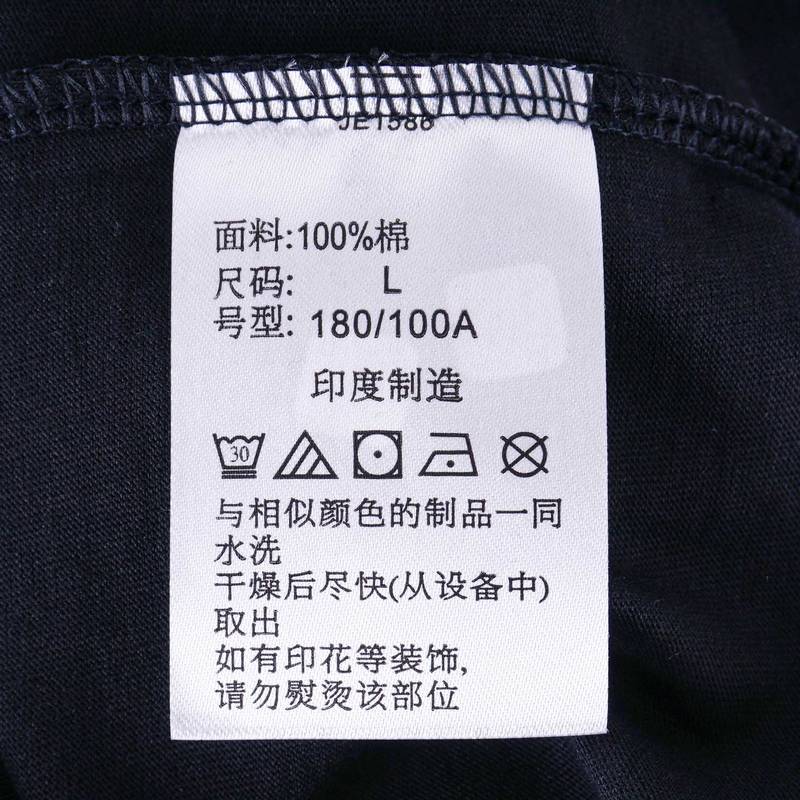 JE1586
面料:100%棉
尺码: L
号型: 180/100A
印度制造
30
与相似颜色的制品一同
水洗
干燥后尽快(从设备中)
取出
如有印花等装饰,
请勿熨烫该部位